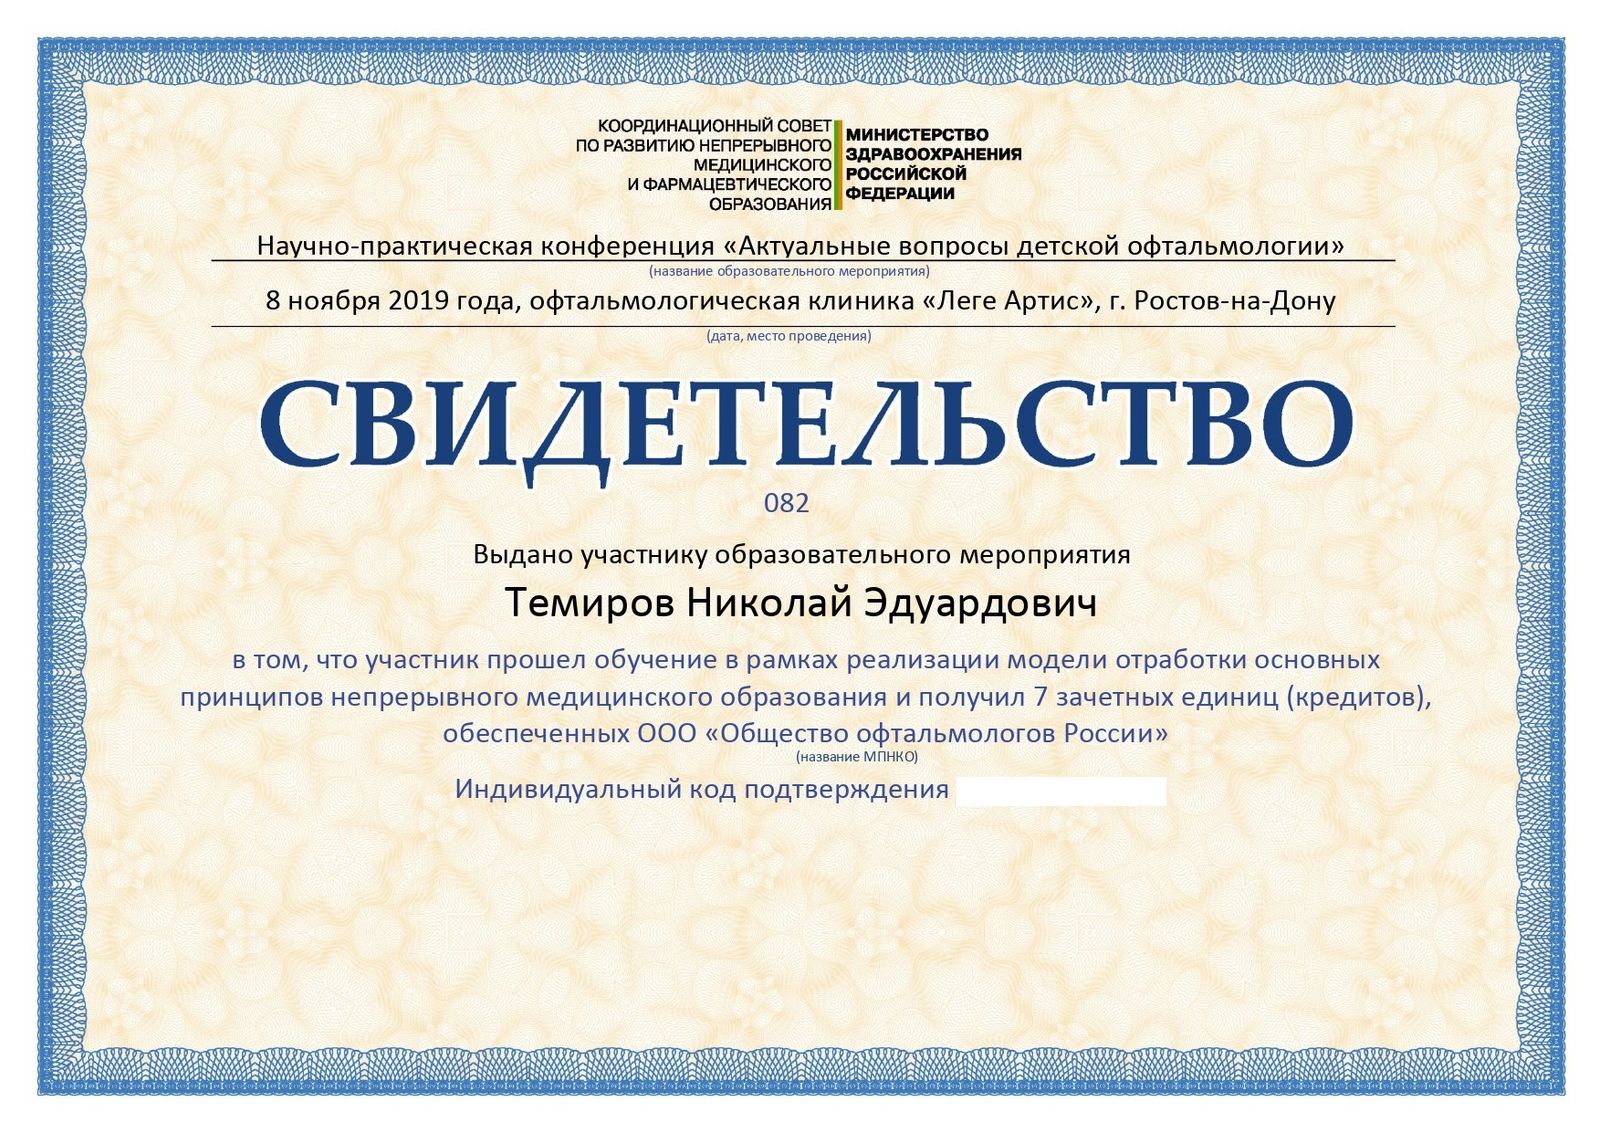 КООРДИНАЦИОННЫЙ СОВЕТ
ПО РАЗВИТИЮ НЕПРЕРЫВНОГО
МЕДИЦИНСКОГО
И ФАРМАЦЕВТИЧЕСКОГО
ОБРАЗОВАНИЯ
МИНИСТЕРСТВО
ЗДРАВООХРАНЕНИЯ
РОССИЙСКОЙ
ФЕДЕРАЦИИ
Научно-практическая конференция «Актуальные вопросы детской офтальмологии»
(название образовательного мероприятия)
8 ноября 2019 года, офтальмологическая клиника «Леге Артис», г. Ростов-на-Дону
(дата, место проведения)
СВИДЕТЕЛЬСТВО
082
Выдано участнику образовательного мероприятия
Темиров Николай Эдуардович
в том, что участник прошел обучение в рамках реализации модели отработки основных
принципов непрерывного медицинского образования и получил 7 зачетных единиц (кредитов),
обеспеченных ООО «Общество офтальмологов России»
(название МПНКО)
Индивидуальный код подтверждения